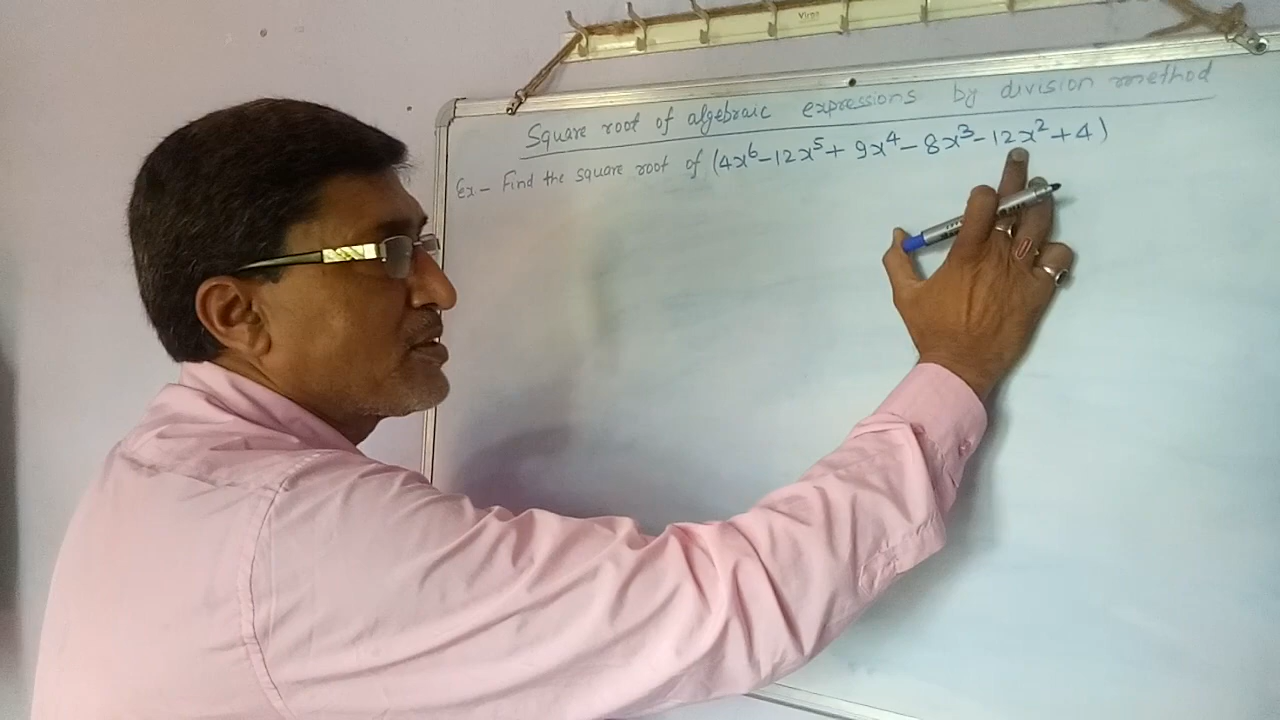 Square root of algebraic expressions by division method
Ex- Find the square root of (4x⁶-12x⁵+ 9x⁴-8x³-12x²+4)